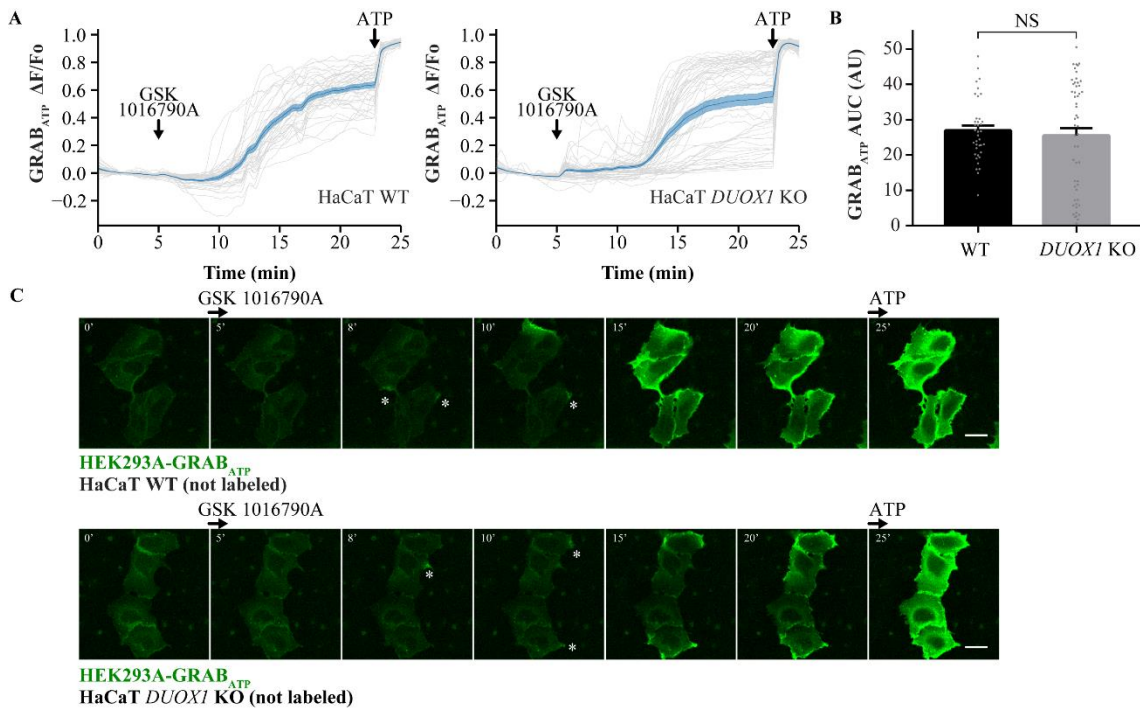 A
ATP
ATP
B
GRAB_ATP ΔF/Fo
1.0
0.8
0.6
0.4
0.2
0.0
−0.2
GSK
1016790A
HaCaT WT
0 5 10 15 20 25
Time (min)
GRAB_ATP ΔF/Fo
1.0
0.8
0.6
0.4
0.2
0.0
−0.2
GSK
1016790A
HaCaT DUOX1 KO
0 5 10 15 20 25
Time (min)
NS
GRAB_ATP AUC (AU)
50
40
30
20
10
0
WT DUOX1 KO
C
GSK 1016790A ATP
0’ 5’ 8’ 10’ 15’ 20’ 25’
* * *
HEK293A-GRAB_ATP
HaCaT WT (not labeled)
GSK 1016790A ATP
0’ 5’ 8’ 10’ 15’ 20’ 25’
* * *
HEK293A-GRAB_ATP
HaCaT DUOX1 KO (not labeled)